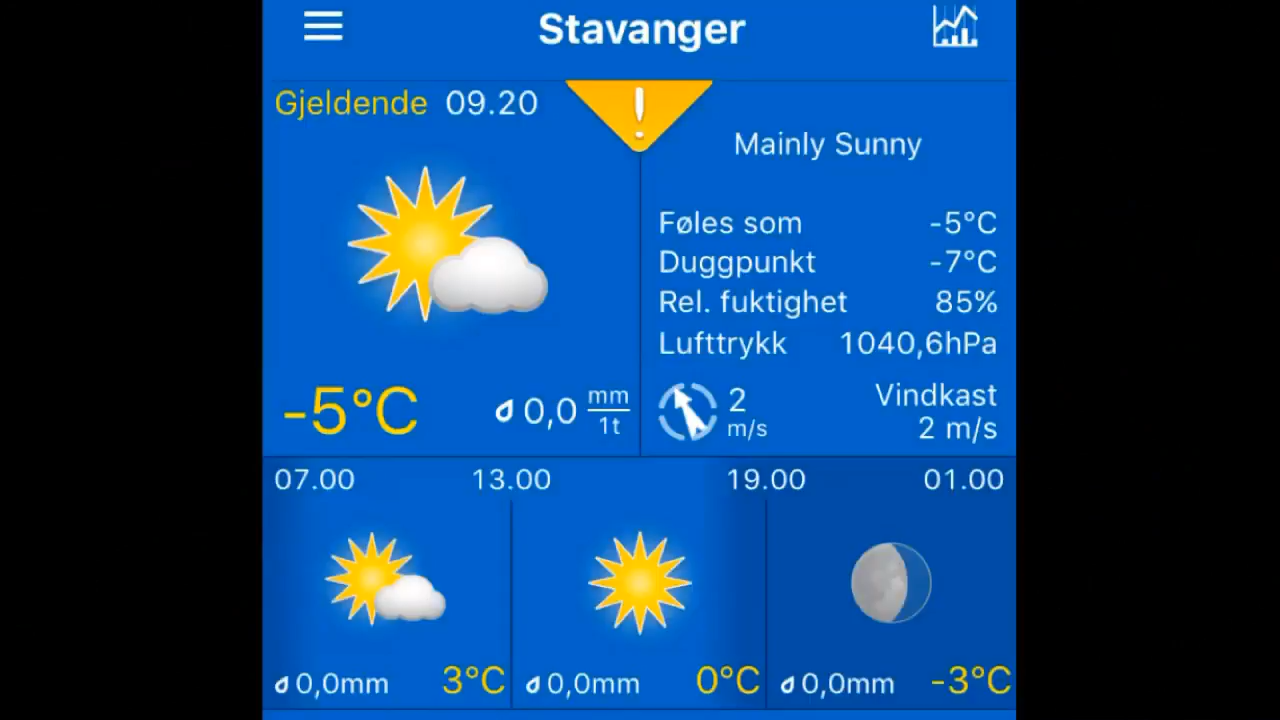 Stavanger
Gjeldende 09.20
!
Mainly Sunny
Føles som -5°C
Duggpunkt -7°C
Rel. fuktighet 85%
Lufttrykk 1040,6hPa
-5°C 0,0 mm/1t
2 m/s
Vindkast
2 m/s
07.00 13.00 19.00 01.00
0,0mm 3°C 0,0mm 0°C 0,0mm -3°C